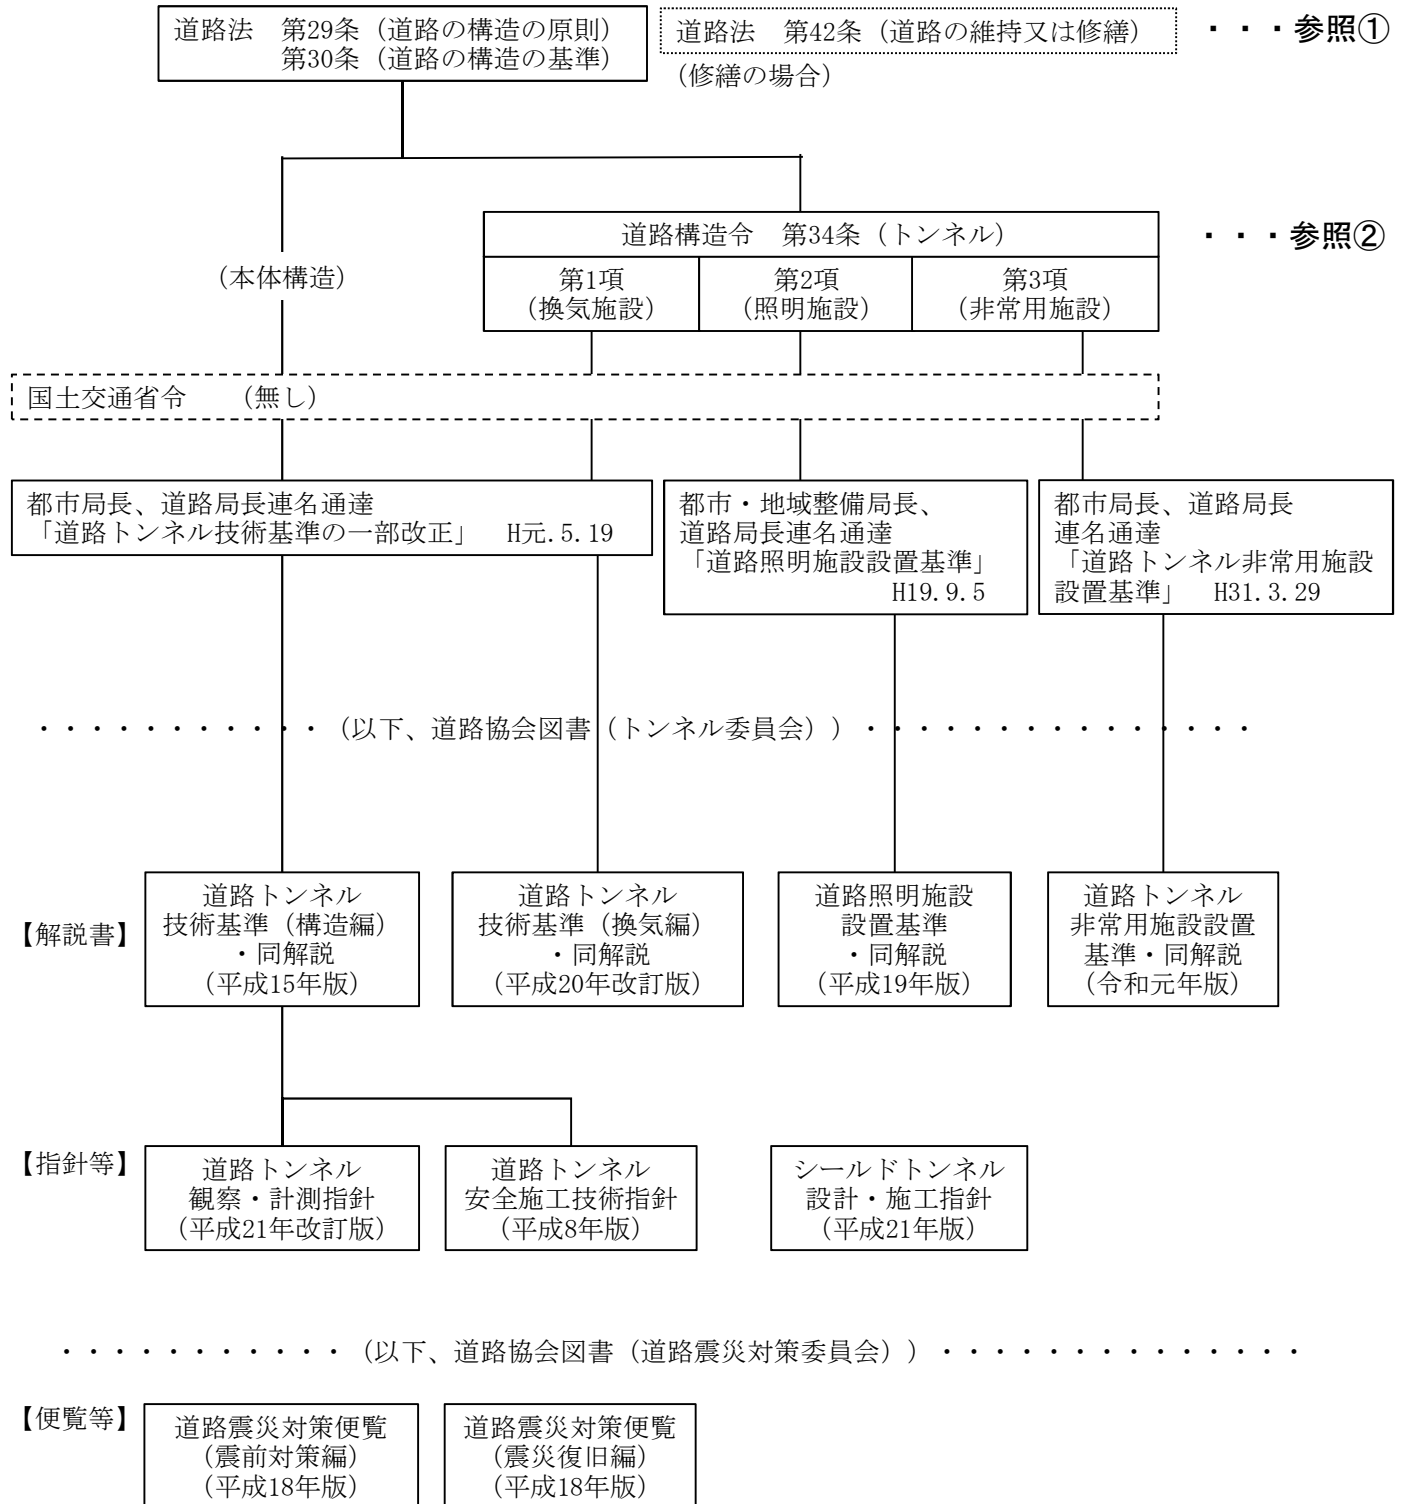 道路法　第29条（道路の構造の原則）
第30条（道路の構造の基準）
道路法　第42条（道路の維持又は修繕）
（修繕の場合）
・・・参照①
道路構造令　第34条（トンネル）
・・・参照②
（本体構造）
第1項
（換気施設）
第2項
（照明施設）
第3項
（非常用施設）
国土交通省令　　（無し）
都市局長、道路局長連名通達
「道路トンネル技術基準の一部改正」　H元.5.19
都市・地域整備局長、
道路局長連名通達
「道路照明施設設置基準」
H19.9.5
都市局長、道路局長
連名通達
「道路トンネル非常用施設
設置基準」　H31.3.29
・・・・・・・・・・・（以下、道路協会図書（トンネル委員会））・・・・・・・・・・・・・・・
【解説書】
道路トンネル
技術基準（構造編）
・同解説
（平成15年版）
道路トンネル
技術基準（換気編）
・同解説
（平成20年改訂版）
道路照明施設
設置基準
・同解説
（平成19年版）
道路トンネル
非常用施設設置
基準・同解説
（令和元年版）
【指針等】
道路トンネル
観察・計測指針
（平成21年改訂版）
道路トンネル
安全施工技術指針
（平成8年版）
シールドトンネル
設計・施工指針
（平成21年版）
・・・・・・・・・・・・（以下、道路協会図書（道路震災対策委員会））・・・・・・・・・・・・・・
【便覧等】
道路震災対策便覧
（震前対策編）
（平成18年版）
道路震災対策便覧
（震災復旧編）
（平成18年版）